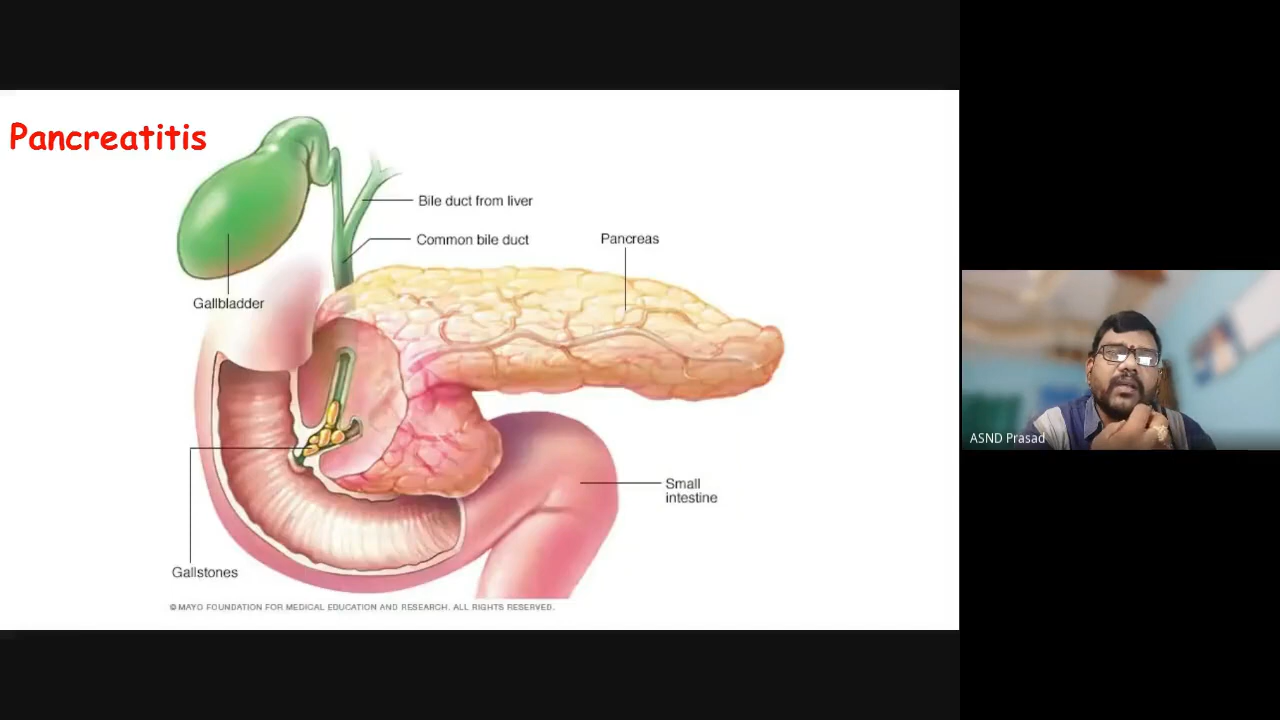 Pancreatitis
Bile duct from liver
Common bile duct
Pancreas
Gallbladder
Small
intestine
Gallstones
© MAYO FOUNDATION FOR MEDICAL EDUCATION AND RESEARCH. ALL RIGHTS RESERVED.
ASND Prasad